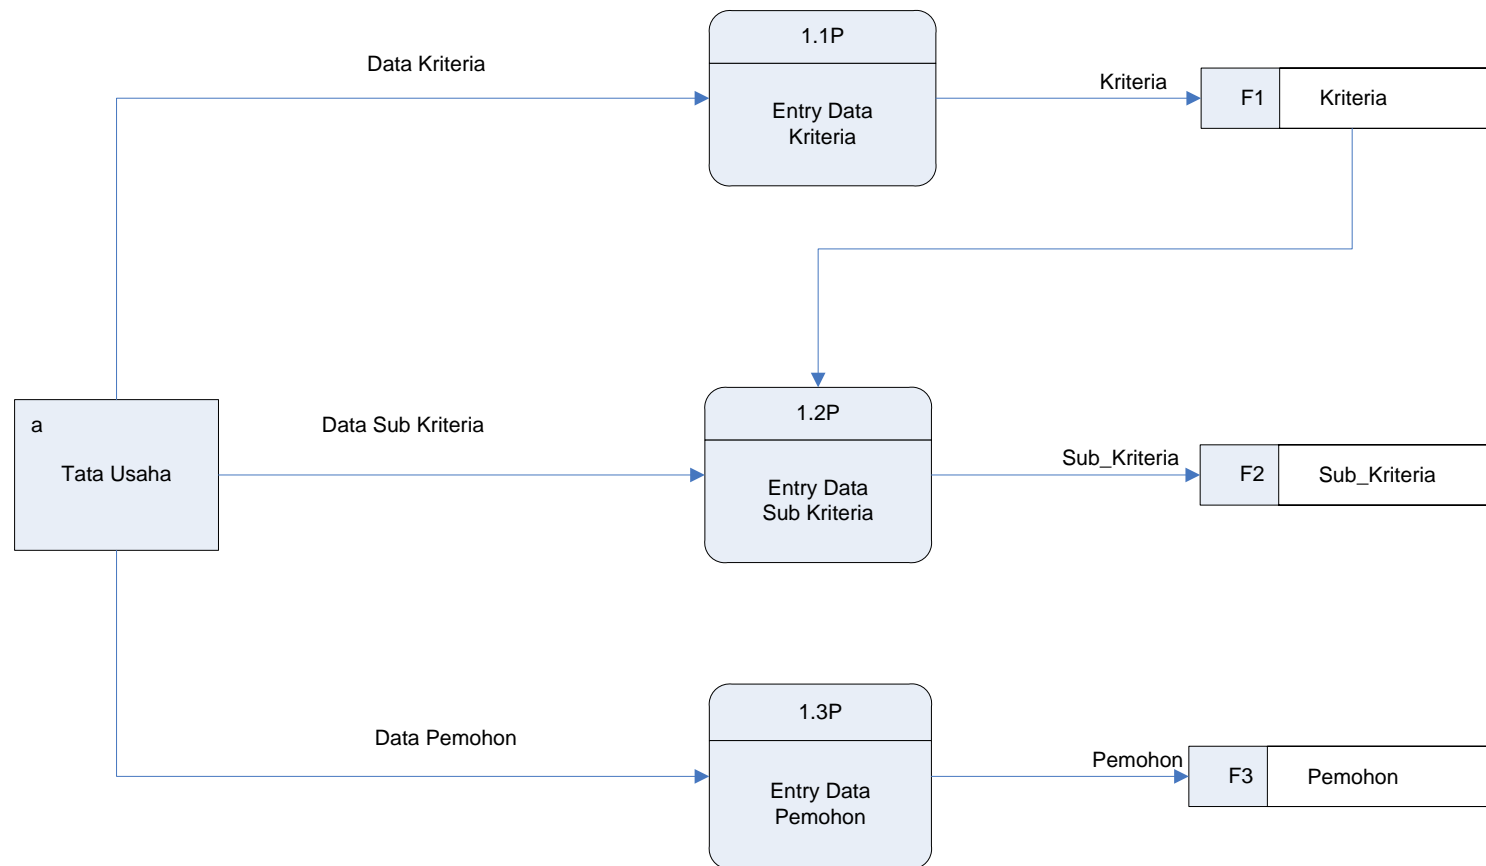 1.1P
Data Kriteria
Kriteria
F1
Kriteria
Entry Data
Kriteria
a
Tata Usaha
Data Sub Kriteria
1.2P
Entry Data
Sub Kriteria
Sub_Kriteria
F2
Sub_Kriteria
1.3P
Data Pemohon
Entry Data
Pemohon
Pemohon
F3
Pemohon